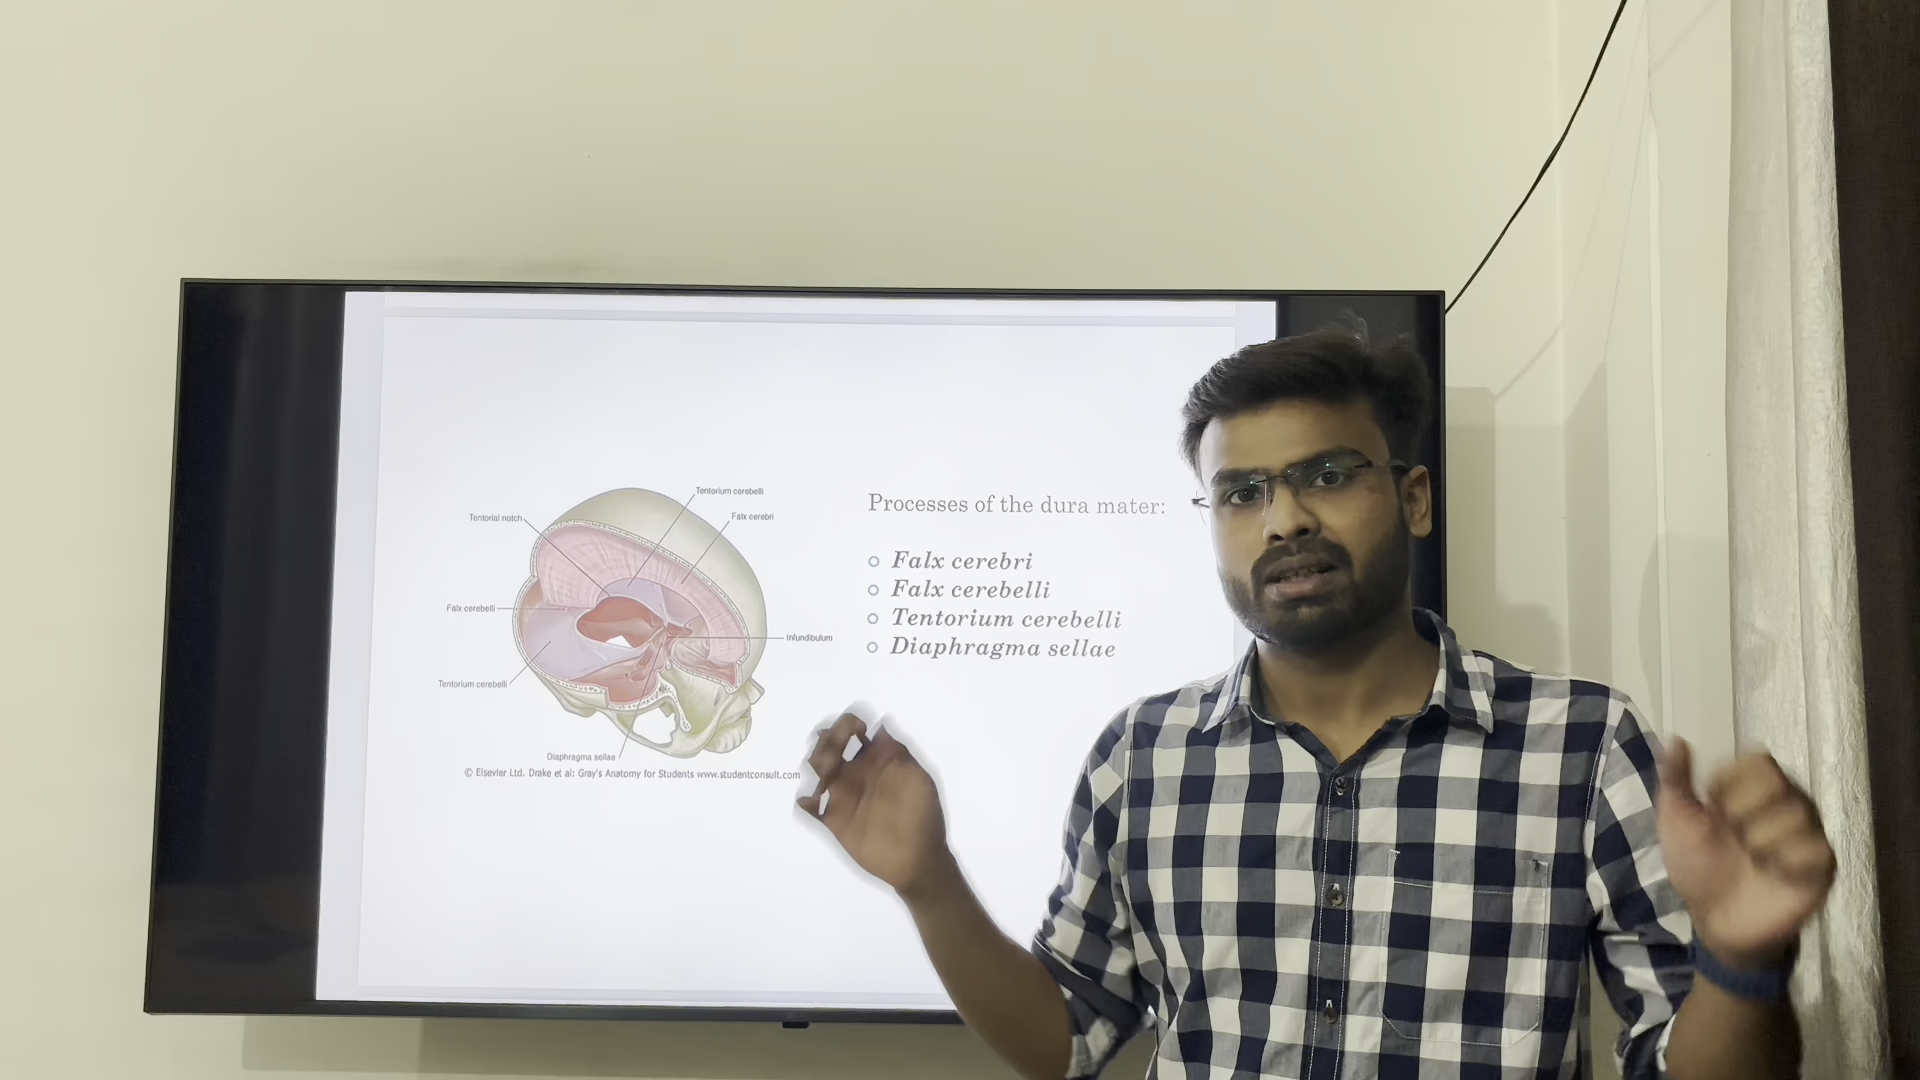 Tentorium cerebelli
Tentorial notch
Falx cerebri
Falx cerebelli
Infundibulum
Tentorium cerebelli
Diaphragma sellae
© Elsevier Ltd. Drake et al: Gray's Anatomy for Students www.studentconsult.com
Processes of the dura mater:
Falx cerebri
Falx cerebelli
Tentorium cerebelli
Diaphragma sellae